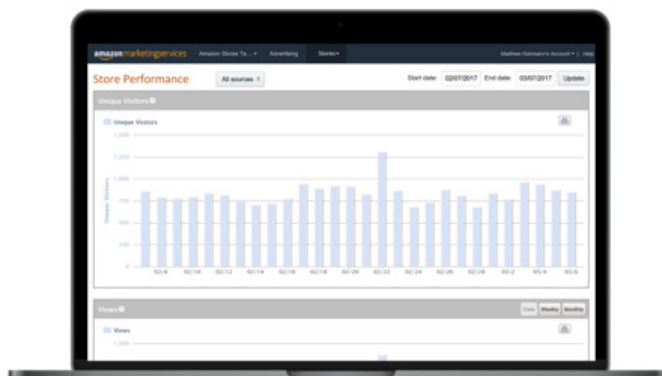 amazonmarketingservices Amazon Stores Te... Advertising Stores Matthew Rahmann's Account | Help
Store Performance All sources Start date: 02/07/2017 End date: 03/07/2017 Update
Unique Visitors
Unique Visitors
1,500
1,250
1,000
750
500
250
0
Unique Visitors
02/8 02/10 02/12 02/14 02/16 02/18 02/20 02/22 02/24 02/26 02/28 03/2 03/4 03/6
Views Daily Weekly Monthly
Views
1,500